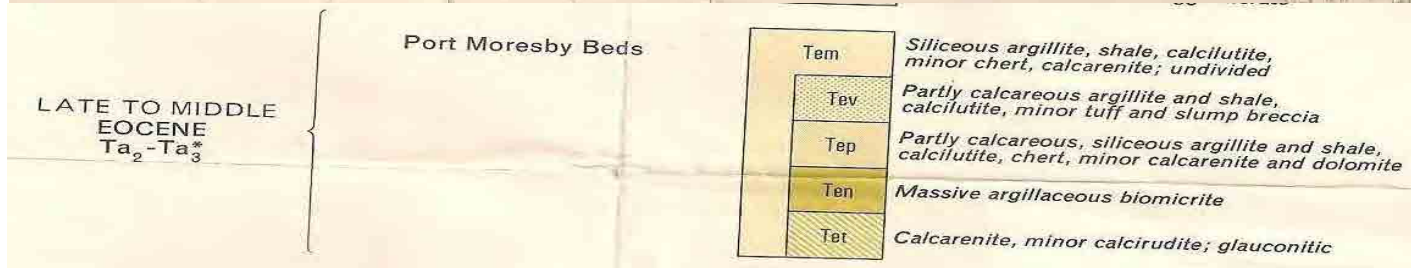 Port Moresby Beds
LATE TO MIDDLE
EOCENE
Ta₂-Ta₃*
Tem
Siliceous argillite, shale, calcilutite,
minor chert, calcarenite; undivided
Tev
Partly calcareous argillite and shale,
calcilutite, minor tuff and slump breccia
Tep
Partly calcareous, siliceous argillite and shale,
calcilutite, chert, minor calcarenite and dolomite
Ten
Massive argillaceous biomicrite
Tet
Calcarenite, minor calcirudite; glauconitic